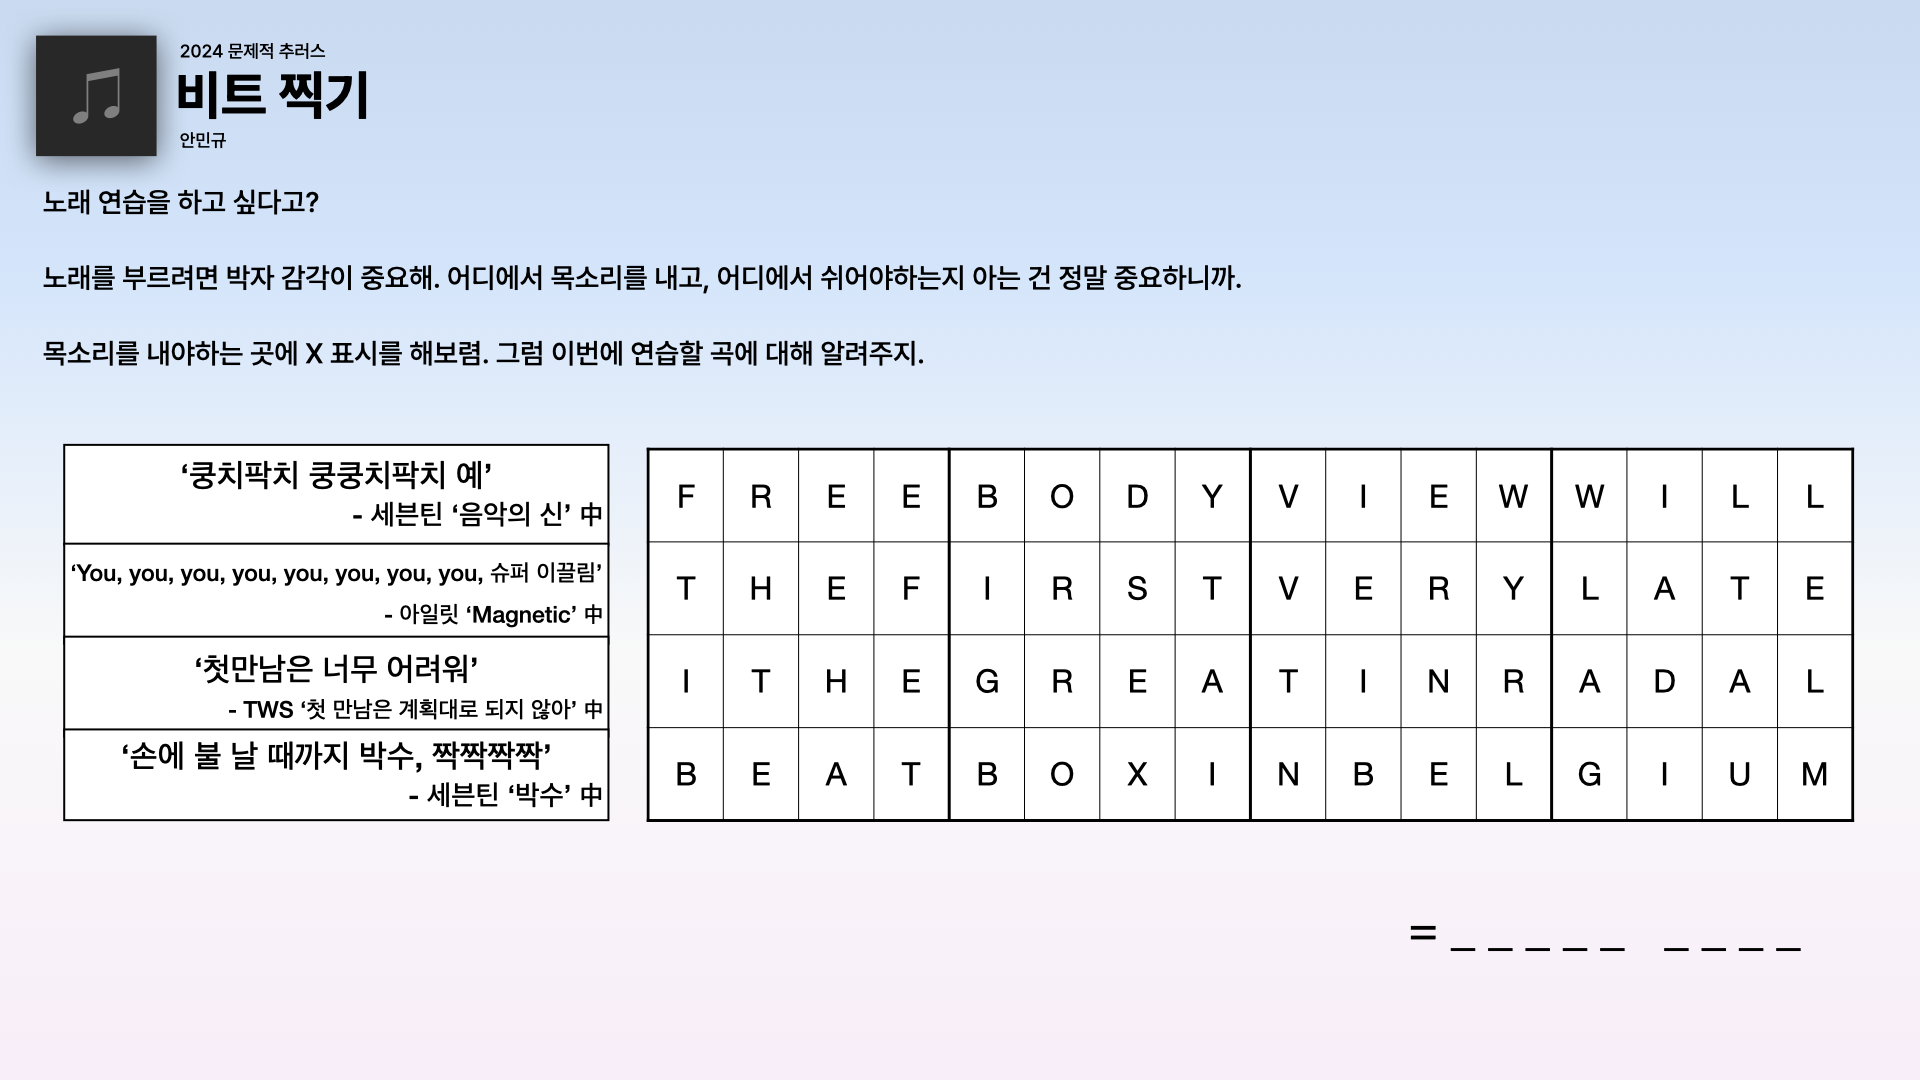 2024 문제적 추러스
비트 찍기
안민규
노래 연습을 하고 싶다고?
노래를 부르려면 박자 감각이 중요해. 어디에서 목소리를 내고, 어디에서 쉬어야하는지 아는 건 정말 중요하니까.
목소리를 내야하는 곳에 X 표시를 해보렴. 그럼 이번에 연습할 곡에 대해 알려주지.
‘쿵치팍치 쿵쿵치팍치 예’
- 세븐틴 ‘음악의 신’ 中
‘You, you, you, you, you, you, you, you, 슈퍼 이끌림’
- 아일릿 ‘Magnetic’ 中
‘첫만남은 너무 어려워’
- TWS ‘첫 만남은 계획대로 되지 않아’ 中
‘손에 불 날 때까지 박수, 짝짝짝짝’
- 세븐틴 ‘박수’ 中
F R E E B O D Y V I E W W I L L
T H E F I R S T V E R Y L A T E
I T H E G R E A T I N R A D A L
B E A T B O X I N B E L G I U M
= _ _ _ _ _ _ _ _ _